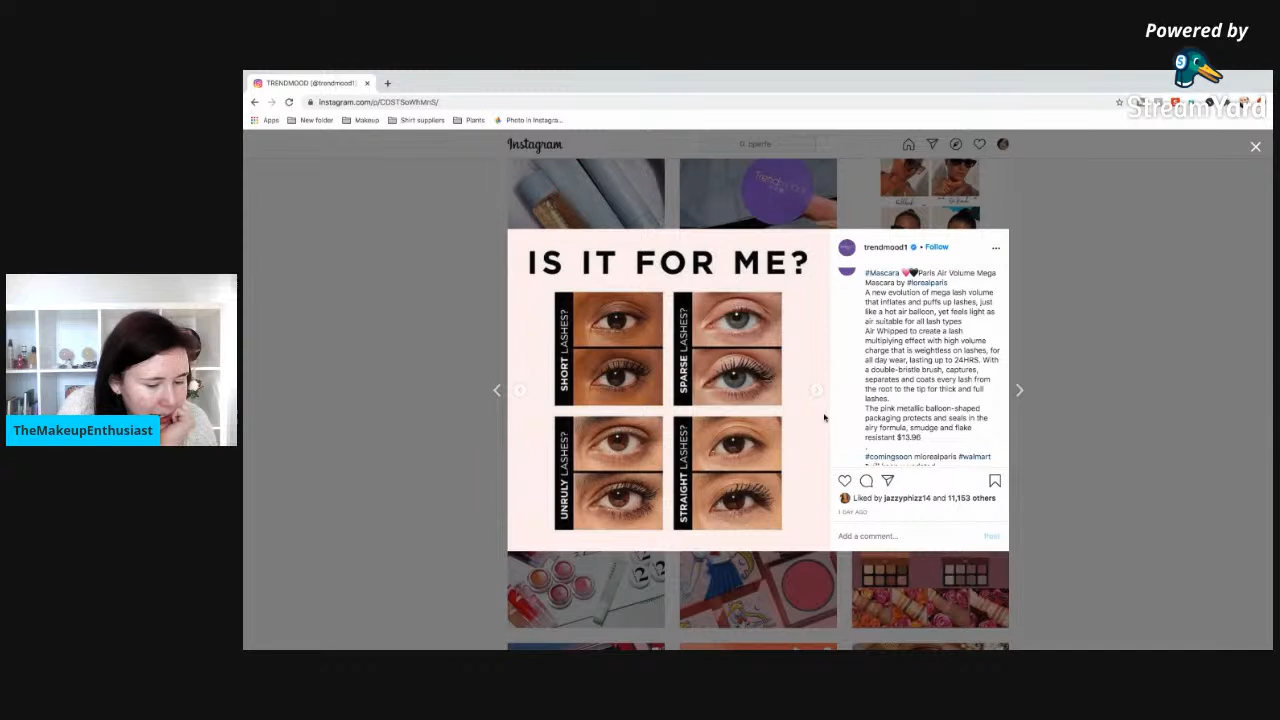 Powered by
StreamYard
TRENDMOOD (@trendmood1)
instagram.com/p/CDSTSoWhMnS/
Apps
New folder
Makeup
Shirt suppliers
Plants
Photo in Instagra...
Instagram
IS IT FOR ME?
SHORT LASHES?
SPARSE LASHES?
UNRULY LASHES?
STRAIGHT LASHES?
trendmood1 • Follow
#Mascara 💗🖤Paris Air Volume Mega
Mascara by #lorealparis
A new evolution of mega lash volume
that inflates and puffs up lashes, just
like a hot air balloon, yet feels light as
air suitable for all lash types
Air Whipped to create a lash
multiplying effect with high volume
charge that is weightless on lashes, for
all day wear, lasting up to 24HRS. With
a double-bristle brush, captures,
separates and coats every lash from
the root to the tip for thick and full
lashes.
The pink metallic balloon-shaped
packaging protects and seals in the
airy formula, smudge and flake
resistant $13.96
.
#comingsoon mlorealparis #walmart
Liked by jazzyphizz14 and 11,153 others
1 DAY AGO
Add a comment...
Post
TheMakeupEnthusiast